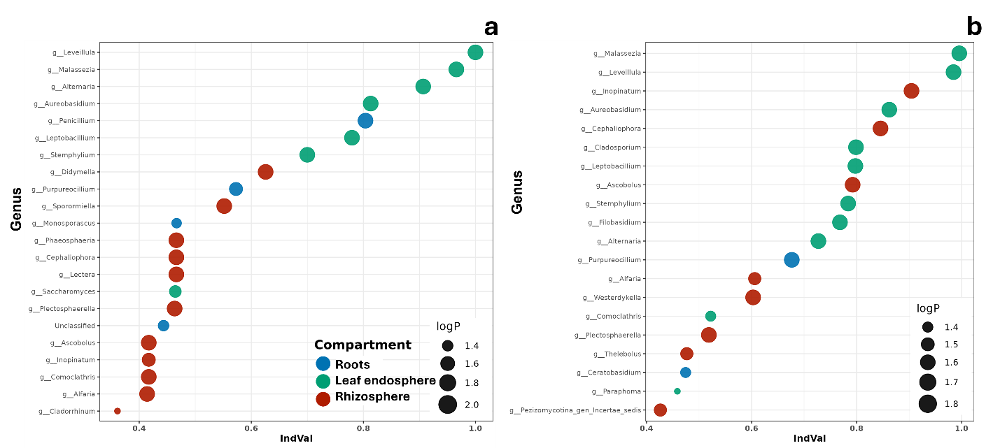 a
Genus
g__Leveillula
g__Malassezia
g__Alternaria
g__Aureobasidium
g__Penicillium
g__Leptobacillium
g__Stemphylium
g__Didymella
g__Purpureocillium
g__Sporormiella
g__Monosporascus
g__Phaeosphaeria
g__Cephaliophora
g__Lectera
g__Saccharomyces
g__Plectosphaerella
Unclassified
g__Ascobolus
g__Inopinatum
g__Comoclathris
g__Alfaria
g__Cladorrhinum
Compartment
Roots
Leaf endosphere
Rhizosphere
logP
1.4
1.6
1.8
2.0
0.4 0.6 0.8 1.0
IndVal
b
Genus
g__Malassezia
g__Leveillula
g__Inopinatum
g__Aureobasidium
g__Cephaliophora
g__Cladosporium
g__Leptobacillium
g__Ascobolus
g__Stemphylium
g__Filobasidium
g__Alternaria
g__Purpureocillium
g__Alfaria
g__Westerdykella
g__Comoclathris
g__Plectosphaerella
g__Thelebolus
g__Ceratobasidium
g__Paraphoma
g__Pezizomycotina_gen_Incertae_sedis
logP
1.4
1.5
1.6
1.7
1.8
0.4 0.6 0.8 1.0
IndVal